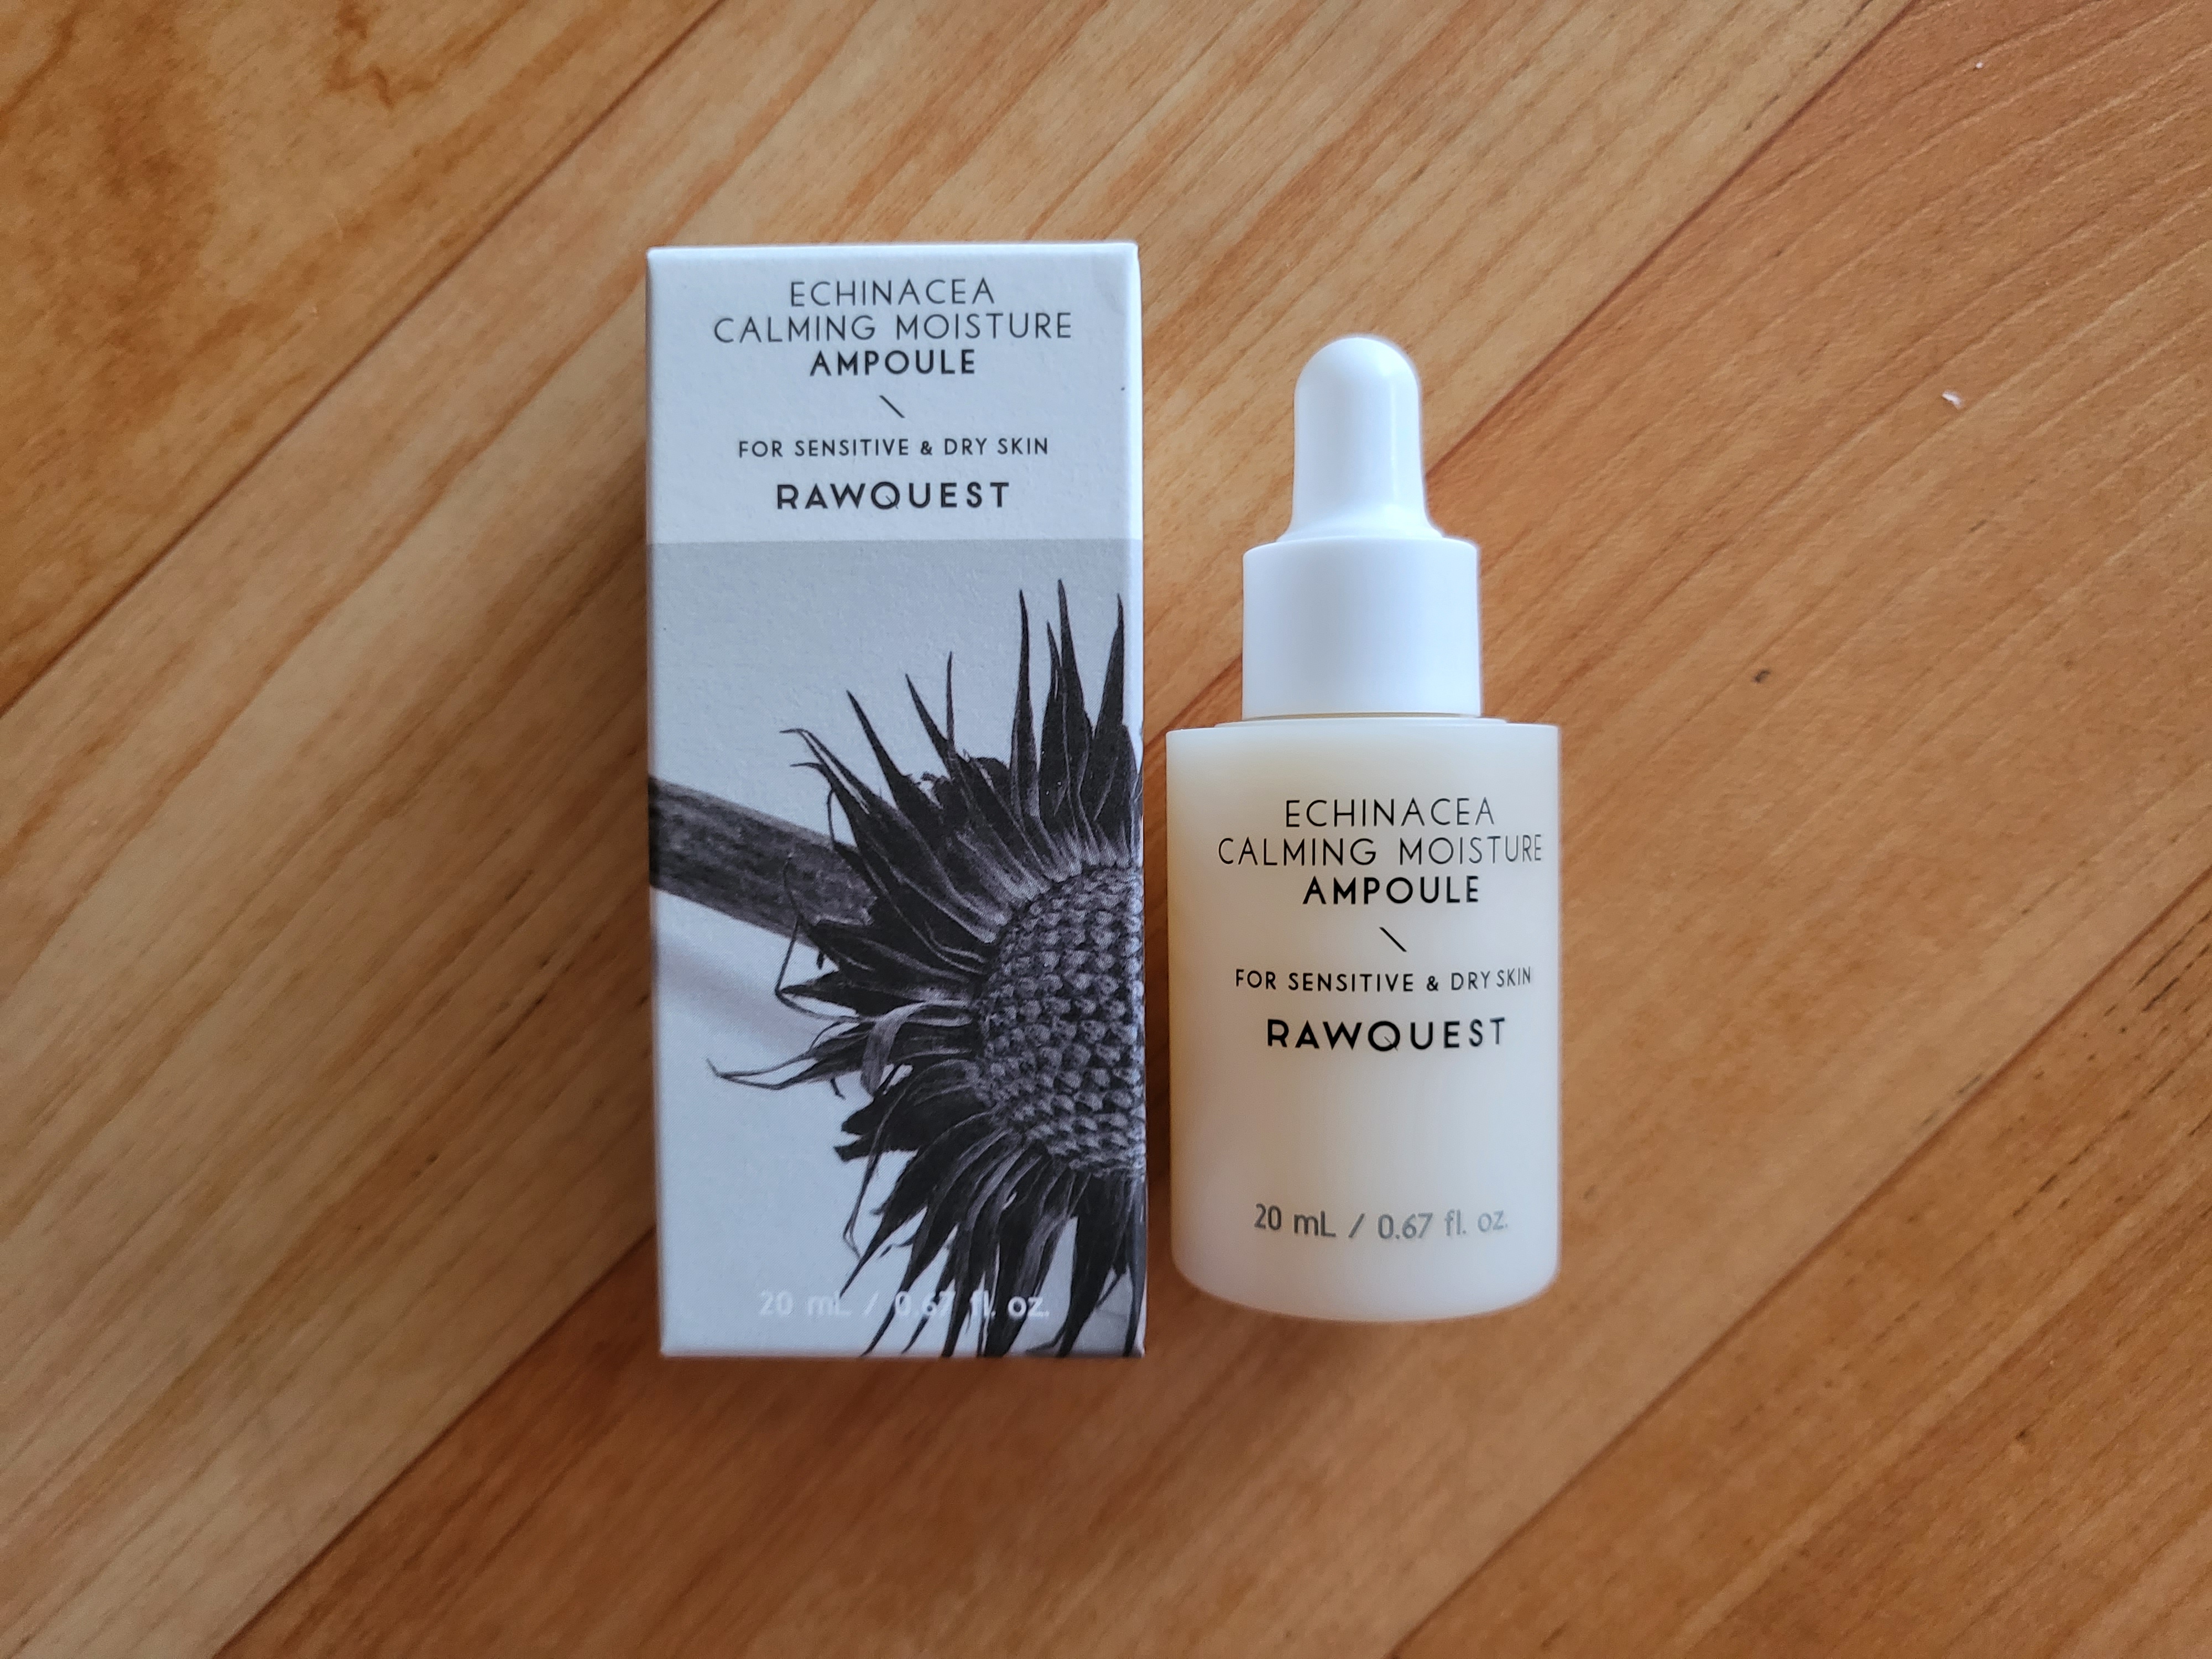 ECHINACEA
CALMING MOISTURE
AMPOULE
\
FOR SENSITIVE & DRY SKIN
RAWQUEST
20 mL / 0.67 fl. oz.
ECHINACEA
CALMING MOISTURE
AMPOULE
\
FOR SENSITIVE & DRY SKIN
RAWQUEST
20 mL / 0.67 fl. oz.